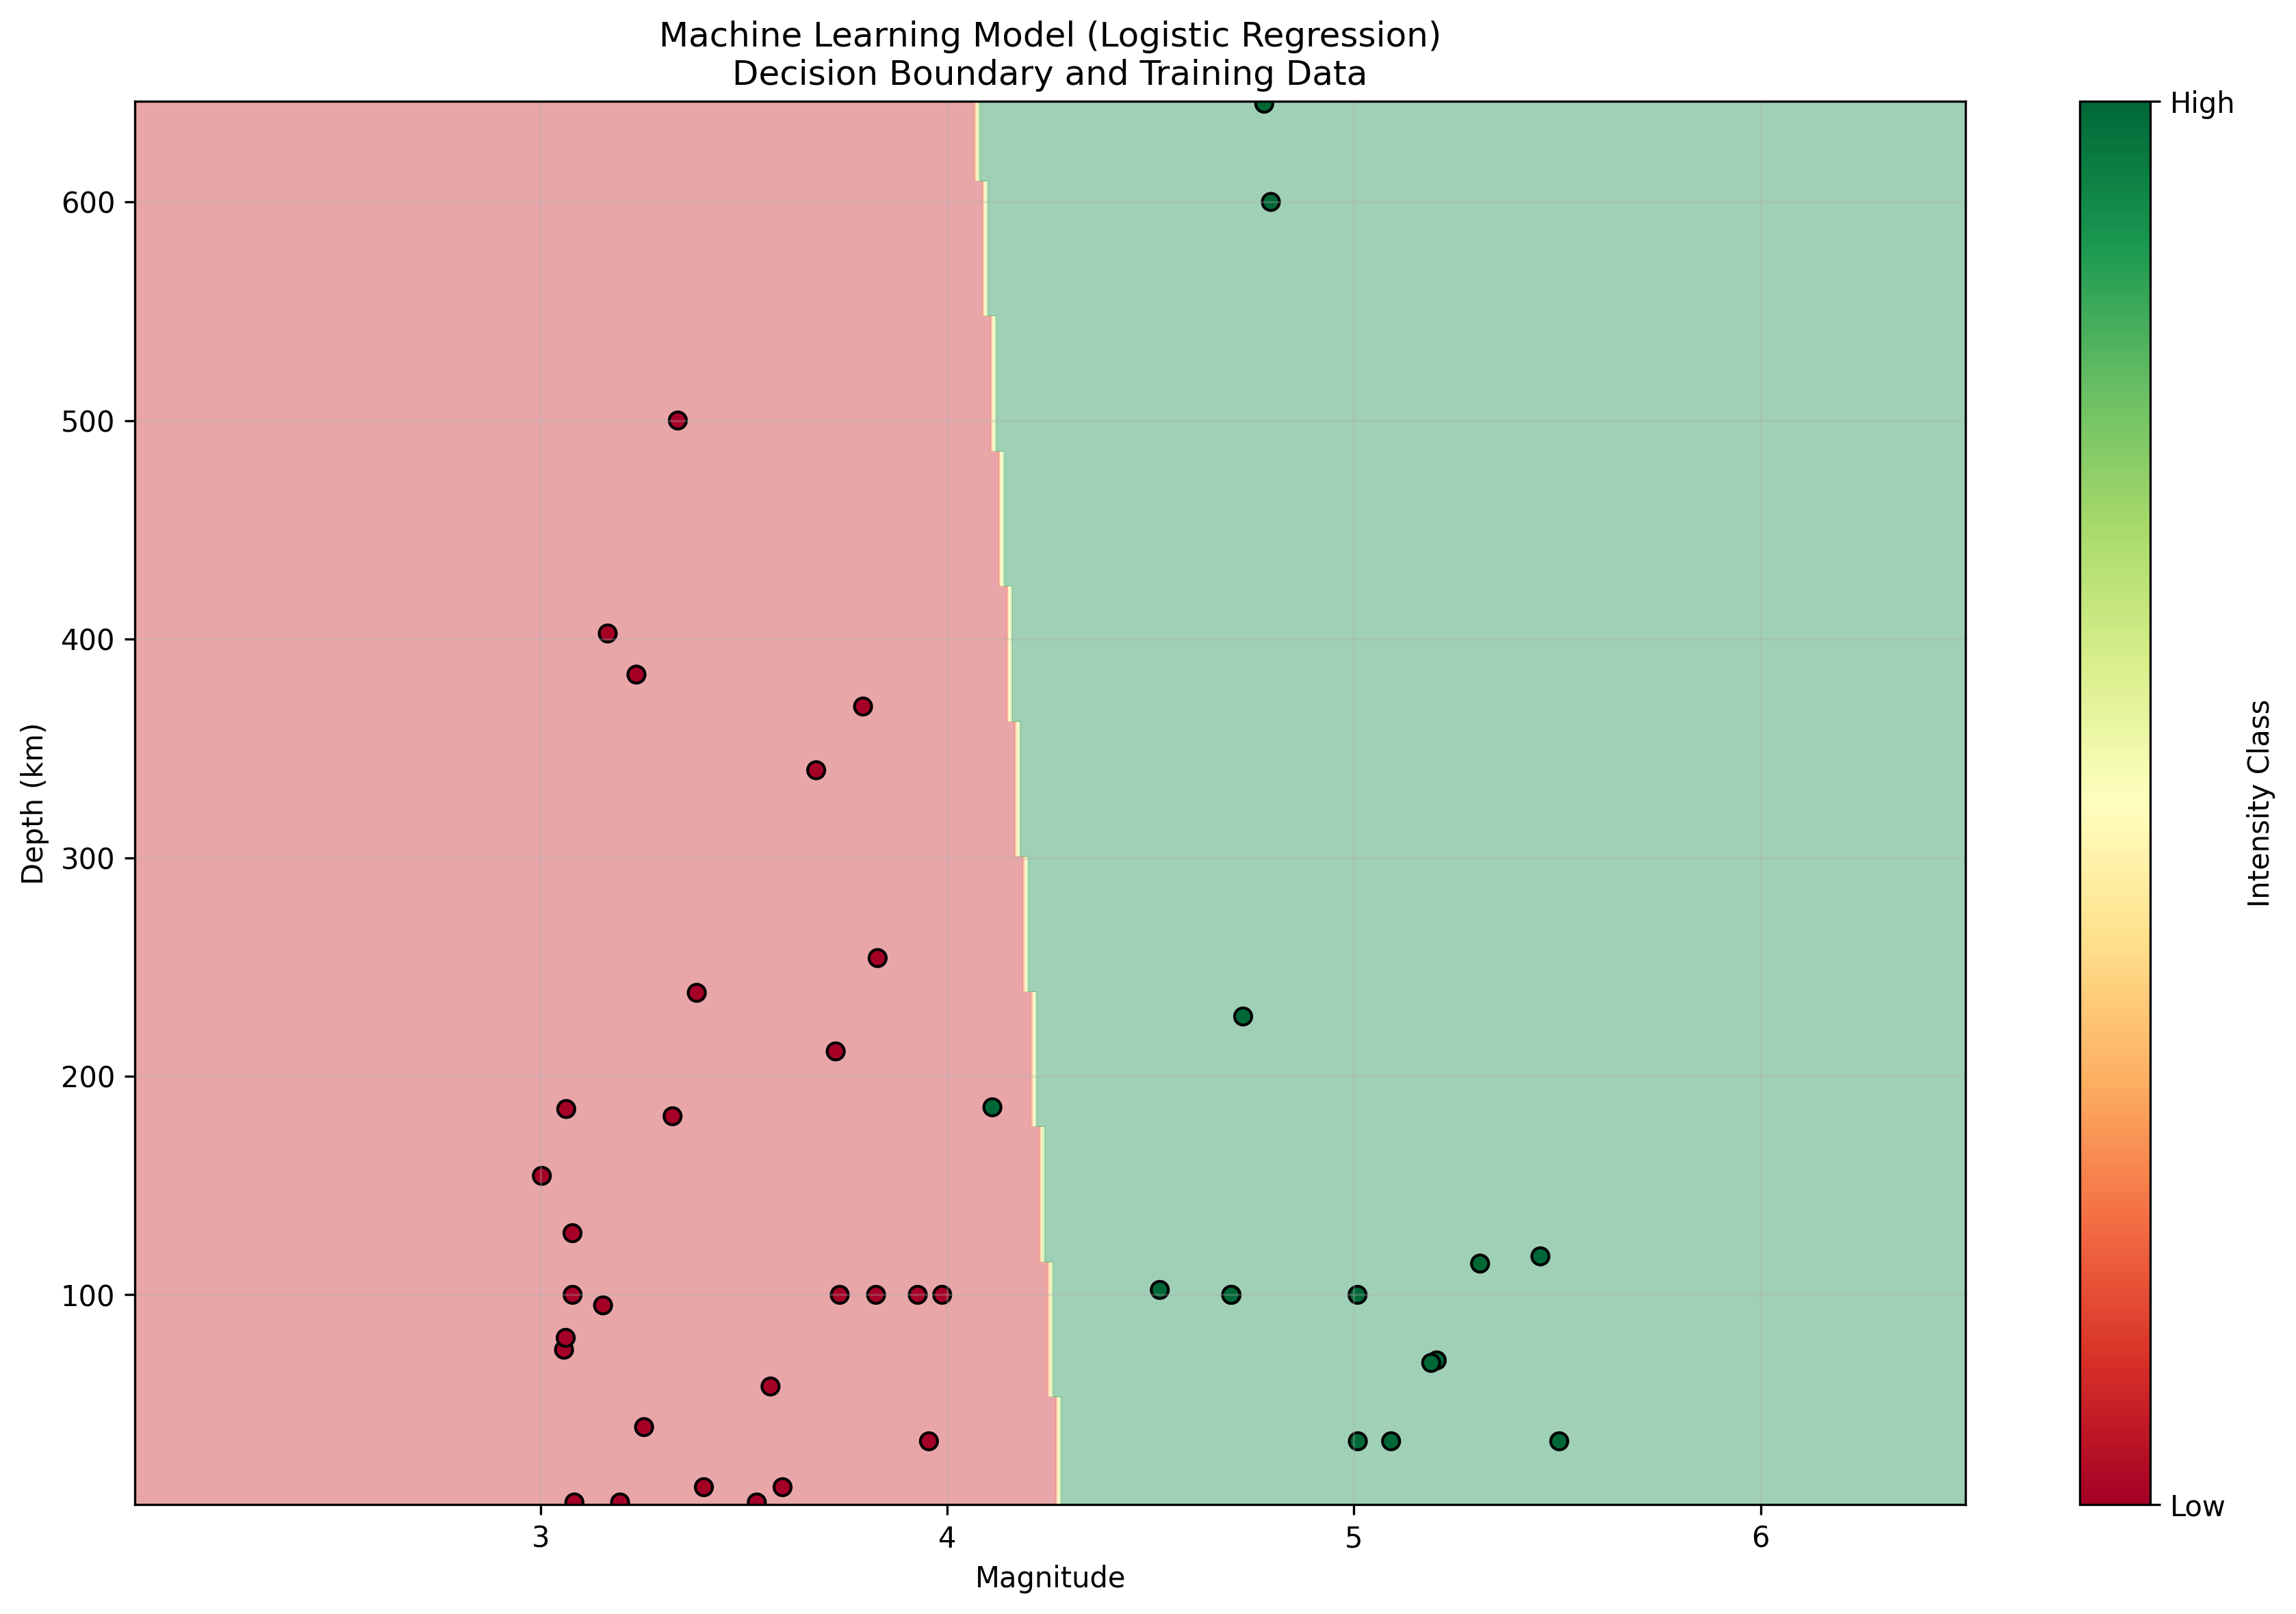 Machine Learning Model (Logistic Regression)
Decision Boundary and Training Data
High
600
500
400
300
200
100
Depth (km)
Intensity Class
Low
3
4
5
6
Magnitude